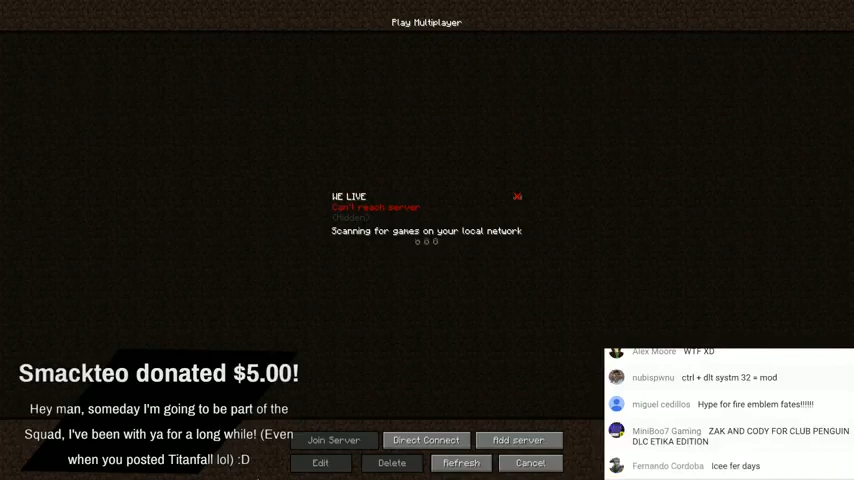 Play Multiplayer
WE LIVE
Can't reach server
(Hidden)
Scanning for games on your local network
Smackteo donated $5.00!
Hey man, someday I'm going to be part of the
Squad, I've been with ya for a long while! (Even
when you posted Titanfall lol) :D
Join Server
Direct Connect
Add server
Edit
Delete
Refresh
Cancel
Alex Moore WTF XD
nubispwnu ctrl + dlt systm 32 = mod
miguel cedillos Hype for fire emblem fates!!!!!!
MiniBoo7 Gaming ZAK AND CODY FOR CLUB PENGUIN
DLC ETIKA EDITION
Fernando Cordoba Icee fer days